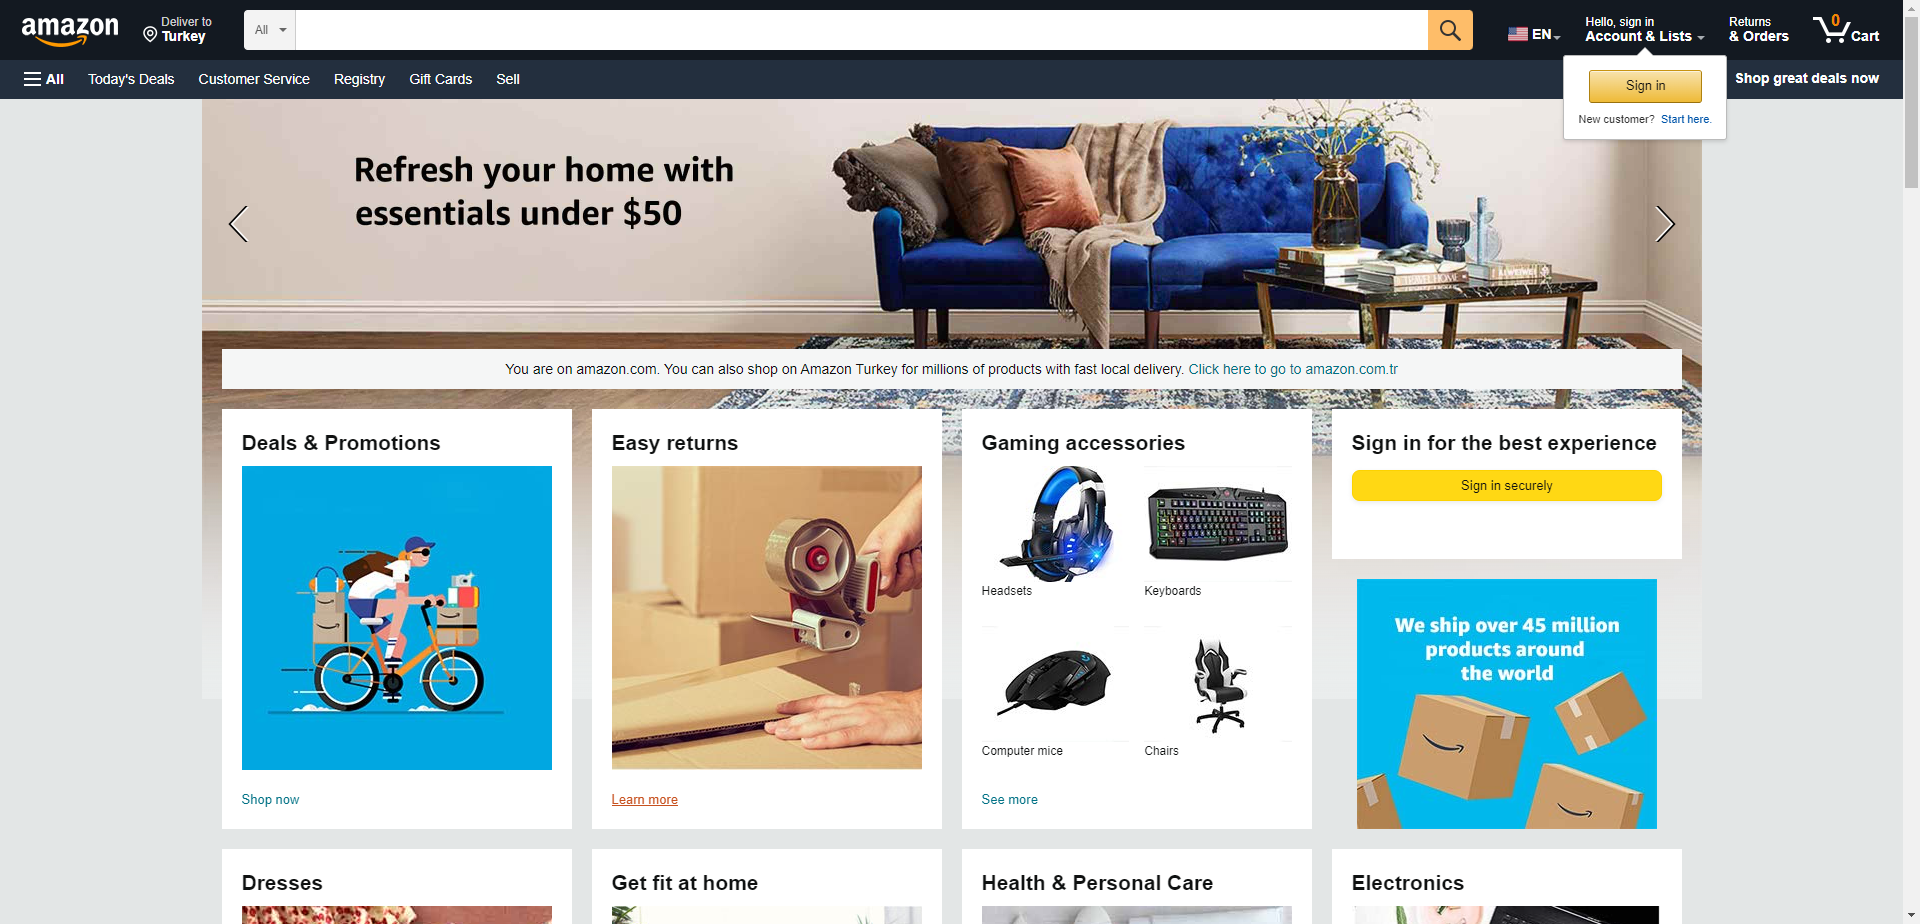 amazon
Deliver to
Turkey
All
EN
Hello, sign in
Account & Lists
Returns
& Orders
0
Cart
All
Today's Deals
Customer Service
Registry
Gift Cards
Sell
Shop great deals now
Sign in
New customer? Start here.
Refresh your home with
essentials under $50
You are on amazon.com. You can also shop on Amazon Turkey for millions of products with fast local delivery. Click here to go to amazon.com.tr
Deals & Promotions
Shop now
Easy returns
Learn more
Gaming accessories
Headsets
Keyboards
Computer mice
Chairs
See more
Sign in for the best experience
Sign in securely
We ship over 45 million
products around
the world
Dresses
Get fit at home
Health & Personal Care
Electronics